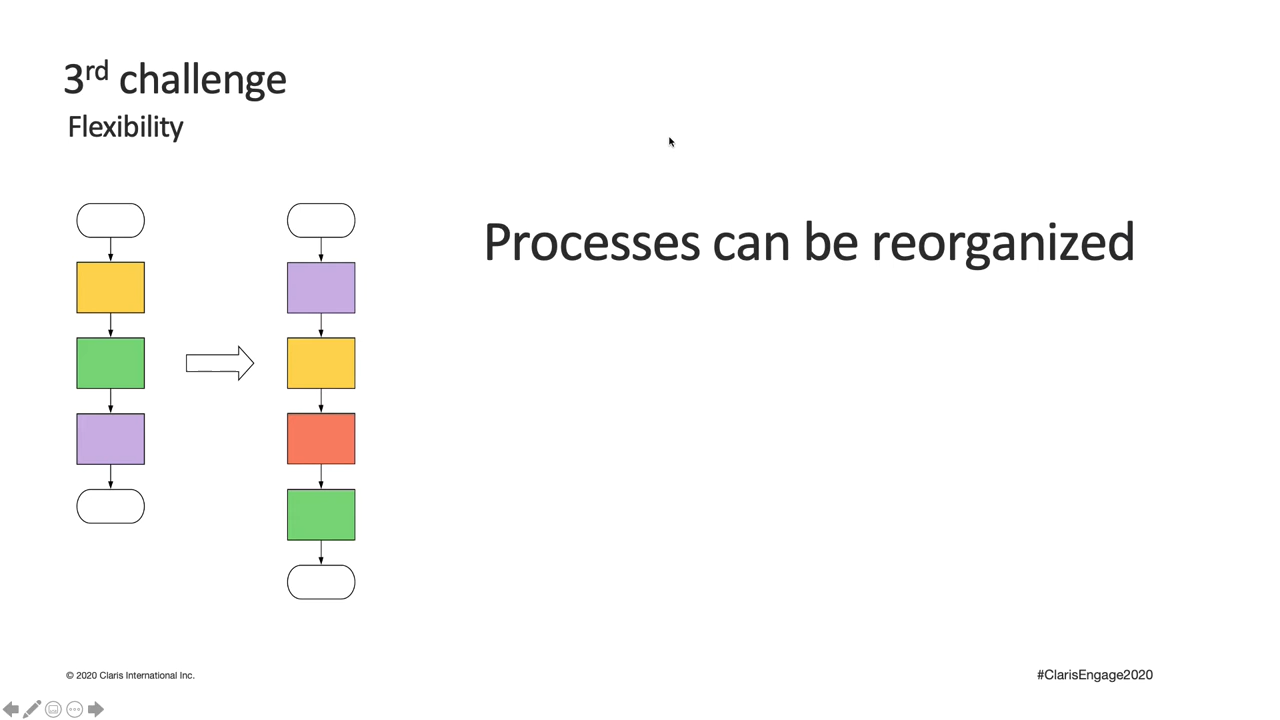 3rd challenge
Flexibility
Processes can be reorganized
© 2020 Claris International Inc.
#ClarisEngage2020